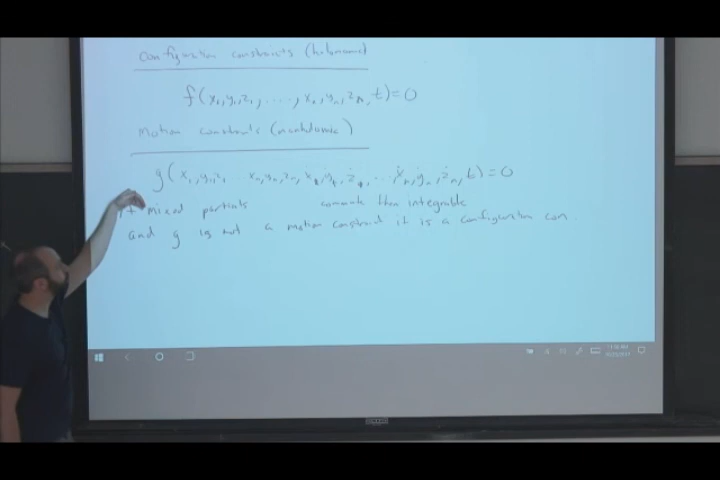 Configuration constraints (holonomic)
f(x₁,y₁,z₁, ...., xₙ,yₙ,zₙ, t)=0
Motion constraints (nonholonomic)
g(x₁,y₁,z₁ ... xₙ,yₙ,zₙ, ẋ₁,ẏ₁,ż₁, ..., ẋₙ,ẏₙ,żₙ,t)=0
mixed partials commute then integrable
and g is not a motion constraint it is a configuration con